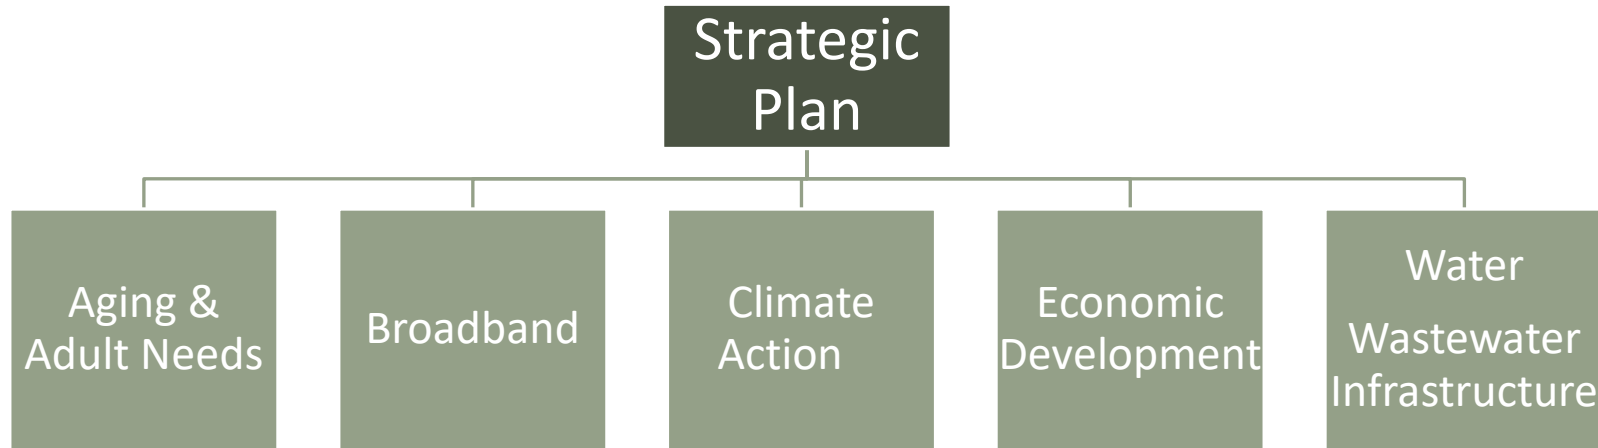 Strategic
Plan
Aging &
Adult Needs
Broadband
Climate
Action
Economic
Development
Water
Wastewater
Infrastructure